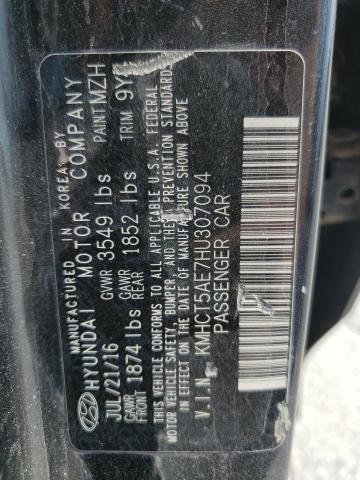 MANUFACTURED IN KOREA BY
HYUNDAI MOTOR COMPANY
JUL/21/16 GVWR 3549 lbs PAINT MZH
GAWR FRONT 1874 lbs GAWR REAR 1852 lbs TRIM 9Y
THIS VEHICLE CONFORMS TO ALL APPLICABLE U.S.A. FEDERAL
MOTOR VEHICLE SAFETY, BUMPER, AND THEFT PREVENTION STANDARDS
IN EFFECT ON THE DATE OF MANUFACTURE SHOWN ABOVE.
V.I.N. KMHCT5AE7HU307094
PASSENGER CAR